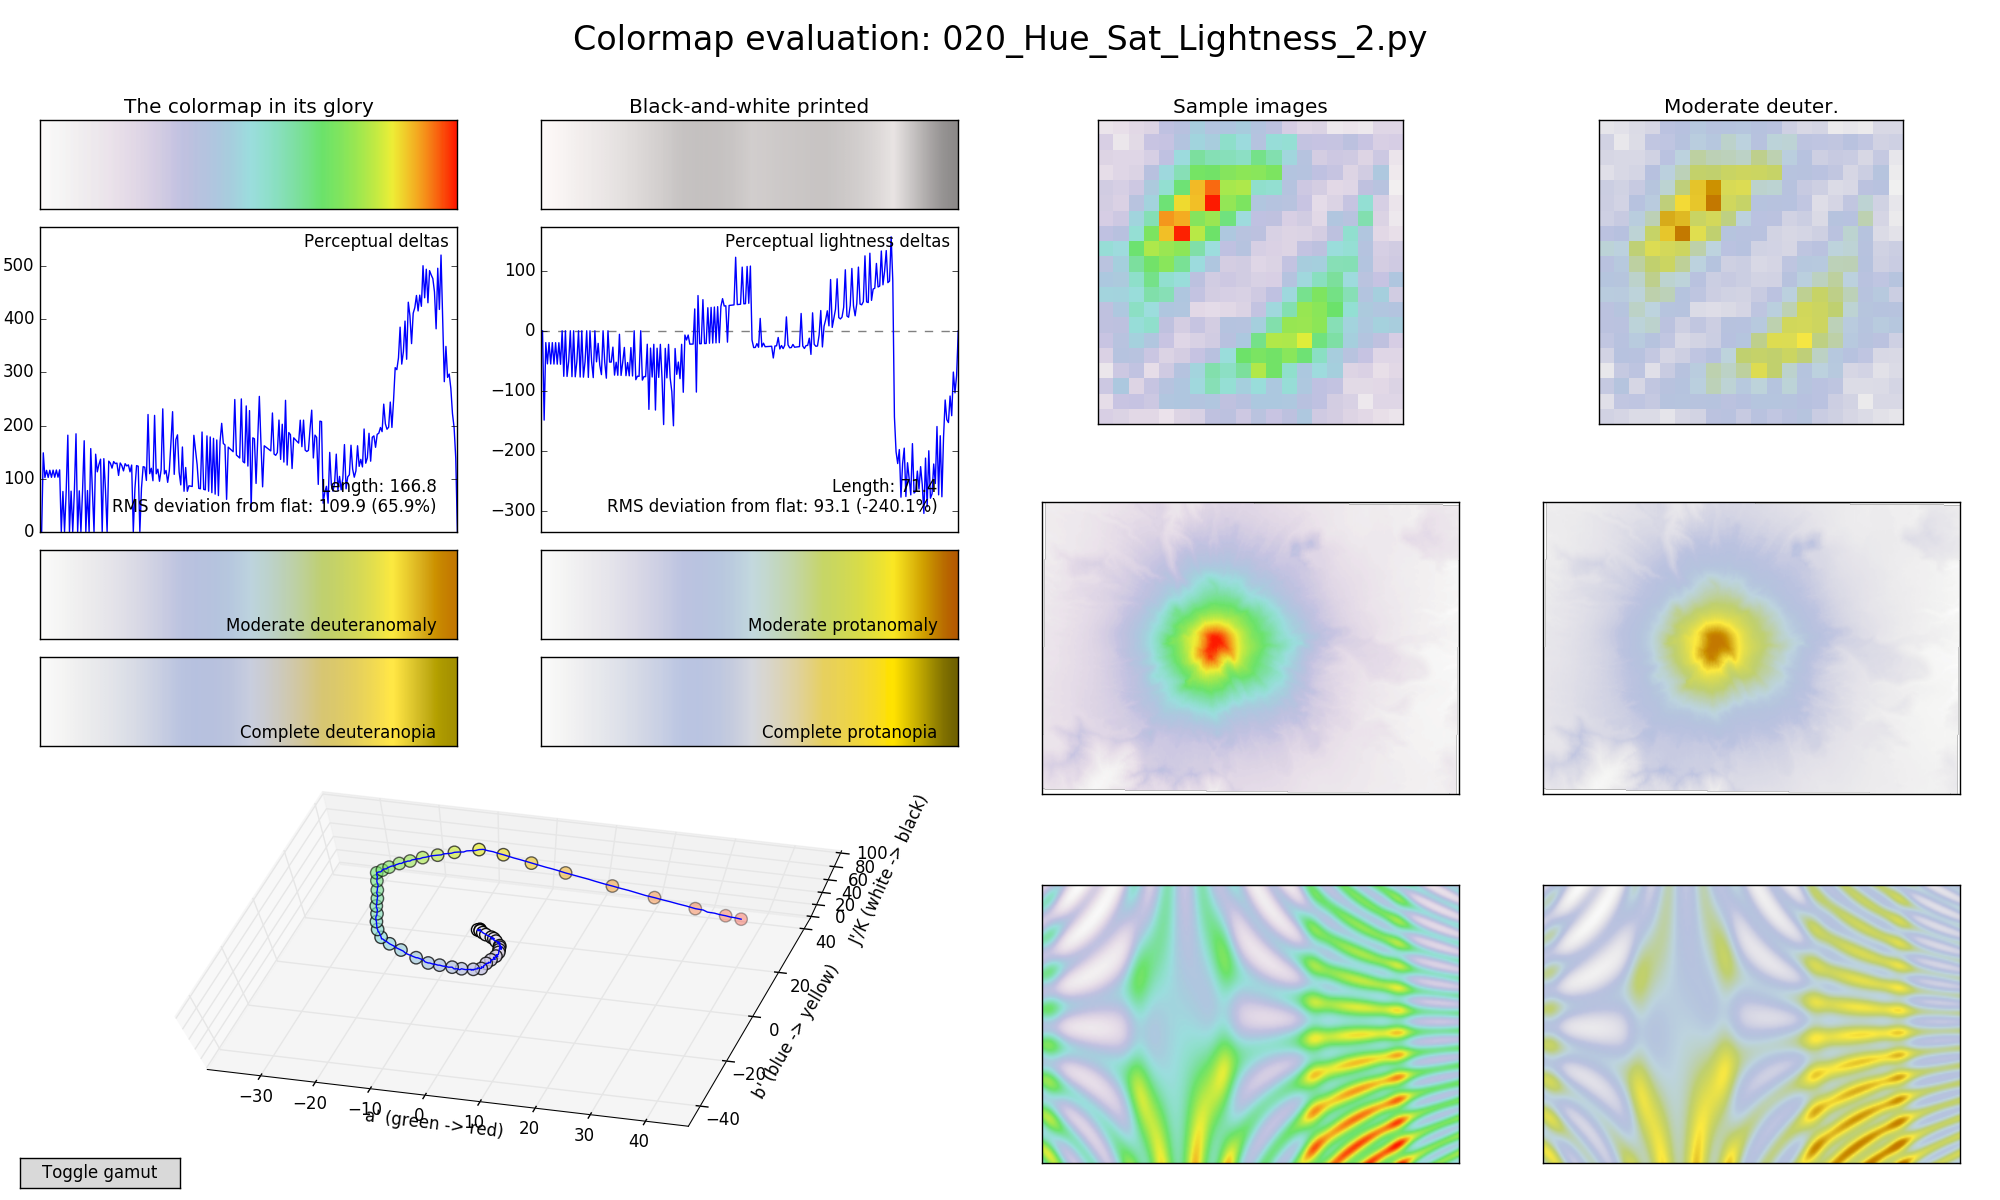 Colormap evaluation: 020_Hue_Sat_Lightness_2.py
The colormap in its glory
Black-and-white printed
Sample images
Moderate deuter.
Perceptual deltas
500
400
300
200
100
0
Length: 166.8
RMS deviation from flat: 109.9 (65.9%)
Perceptual lightness deltas
100
0
−100
−200
−300
Length: 71.4
RMS deviation from flat: 93.1 (-240.1%)
Moderate deuteranomaly
Moderate protanomaly
Complete deuteranopia
Complete protanopia
−30
−20
−10
0
10
20
30
40
a' (green -> red)
−40
−20
0
20
40
b' (blue -> yellow)
0
20
40
60
80
100
J'/K (white -> black)
Toggle gamut